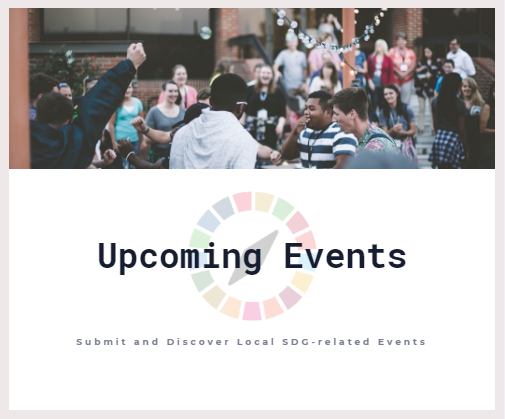 Upcoming Events
Submit and Discover Local SDG-related Events